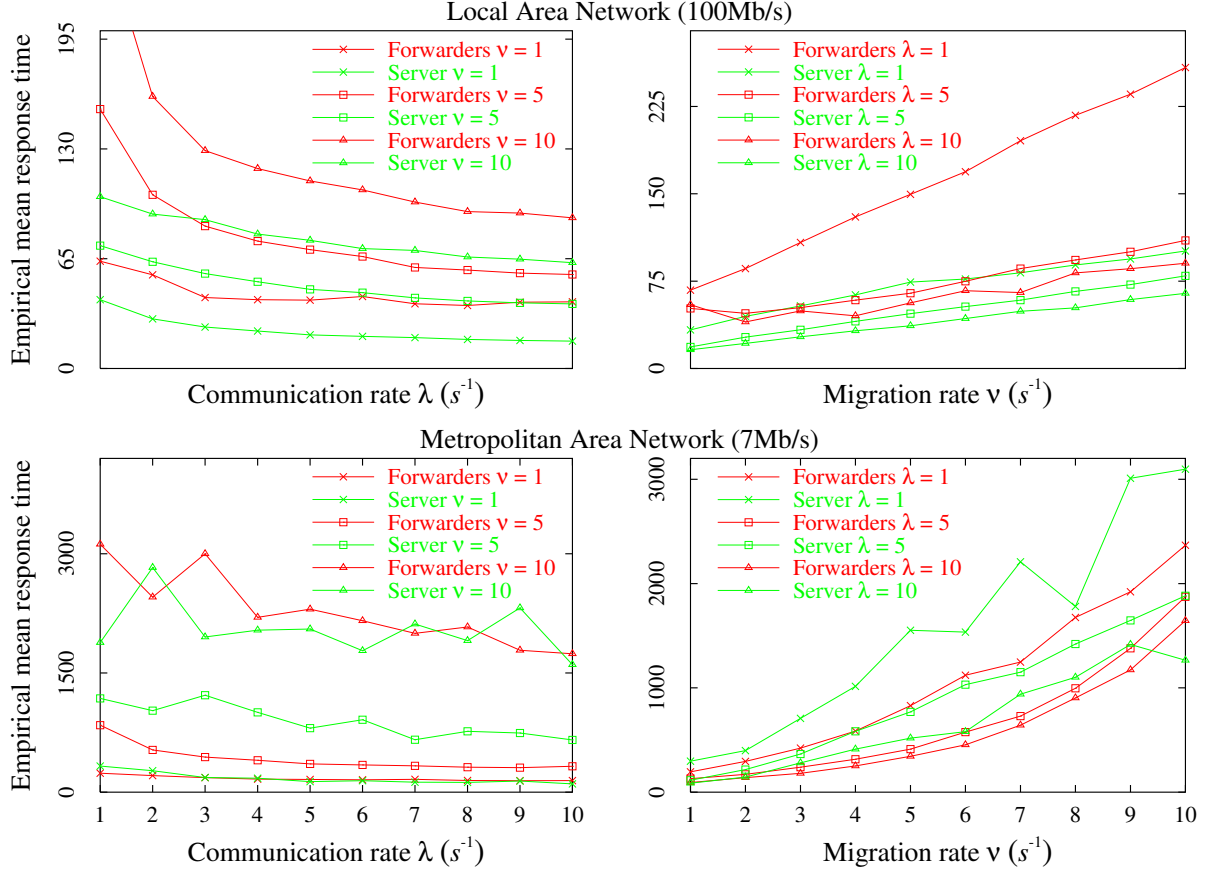 Local Area Network (100Mb/s)
Empirical mean response time
195
130
65
0
Forwarders ν = 1
Server ν = 1
Forwarders ν = 5
Server ν = 5
Forwarders ν = 10
Server ν = 10
Communication rate λ (s⁻¹)
225
150
75
0
Forwarders λ = 1
Server λ = 1
Forwarders λ = 5
Server λ = 5
Forwarders λ = 10
Server λ = 10
Migration rate ν (s⁻¹)
Metropolitan Area Network (7Mb/s)
Empirical mean response time
3000
1500
0
Forwarders ν = 1
Server ν = 1
Forwarders ν = 5
Server ν = 5
Forwarders ν = 10
Server ν = 10
1 2 3 4 5 6 7 8 9 10
Communication rate λ (s⁻¹)
3000
2000
1000
0
Forwarders λ = 1
Server λ = 1
Forwarders λ = 5
Server λ = 5
Forwarders λ = 10
Server λ = 10
1 2 3 4 5 6 7 8 9 10
Migration rate ν (s⁻¹)